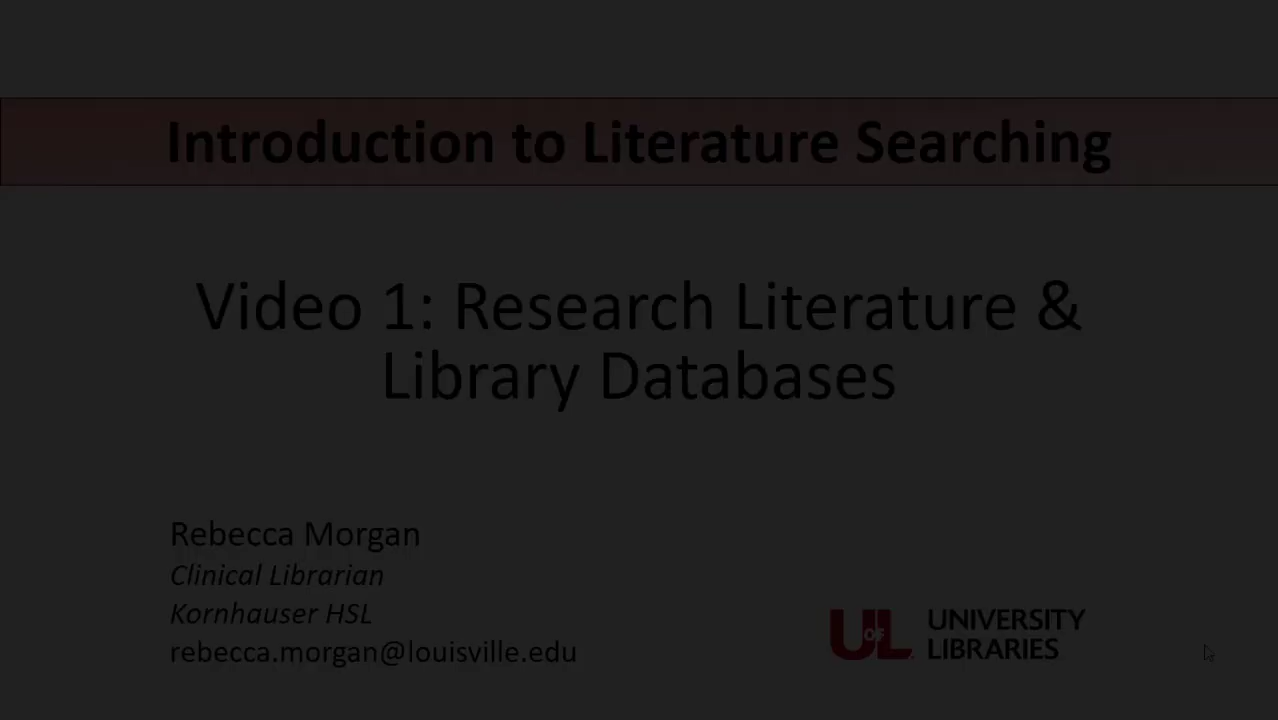 Introduction to Literature Searching
Video 1: Research Literature &
Library Databases
Rebecca Morgan
Clinical Librarian
Kornhauser HSL
rebecca.morgan@louisville.edu
UofL UNIVERSITY
LIBRARIES